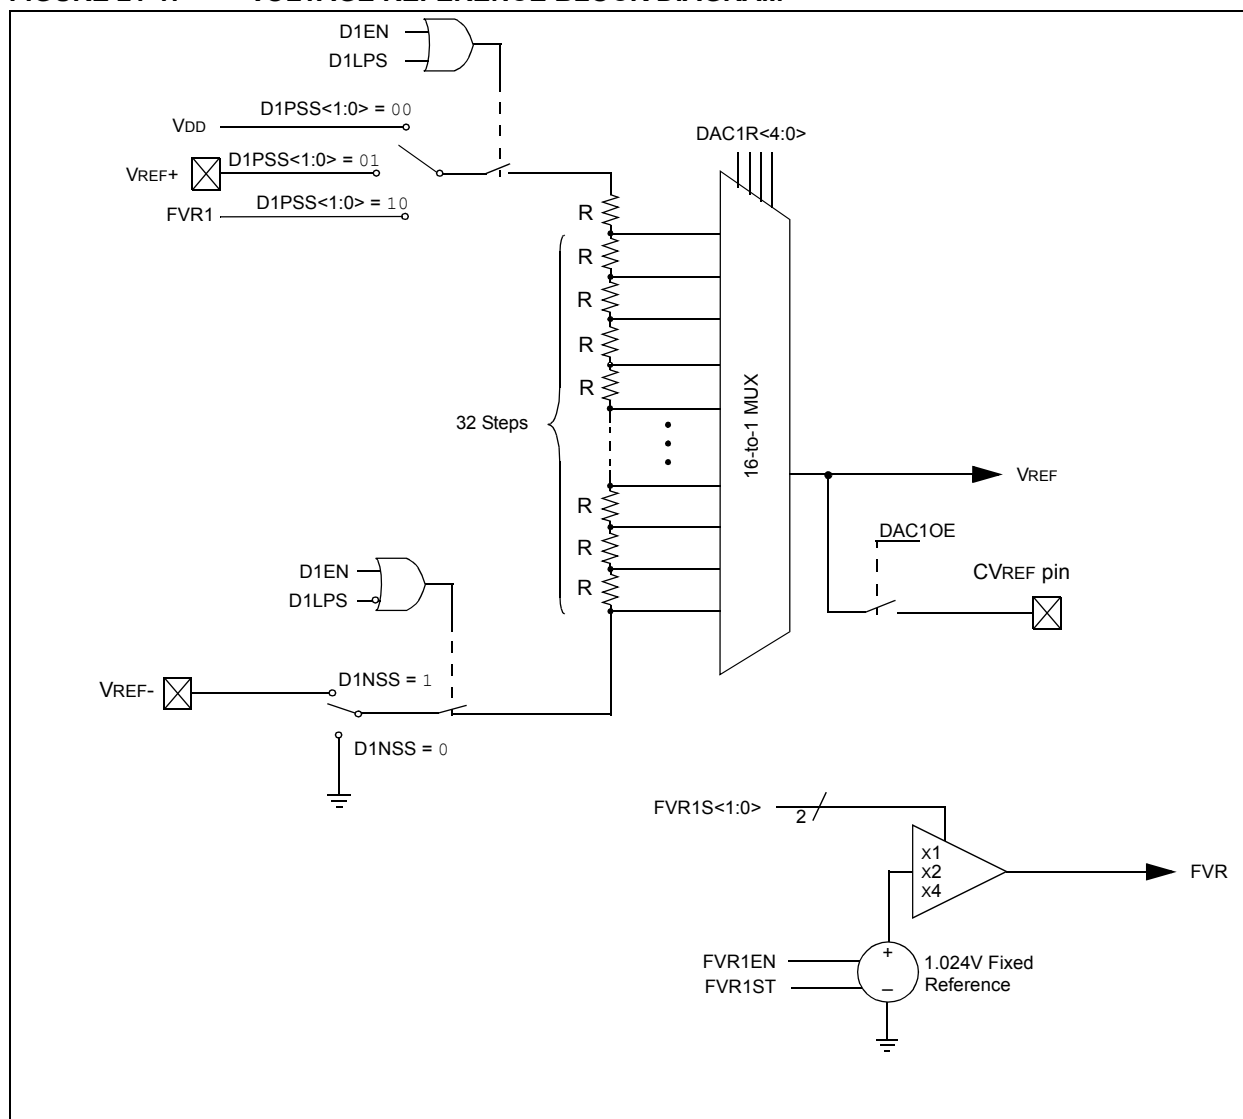 D1EN
D1LPS
D1PSS<1:0> = 00
VDD
DAC1R<4:0>
D1PSS<1:0> = 01
VREF+
D1PSS<1:0> = 10
FVR1
R
R
R
R
R
32 Steps
16-to-1 MUX
VREF
R
DAC1OE
R
D1EN
CVREF pin
D1LPS
R
D1NSS = 1
VREF-
D1NSS = 0
FVR1S<1:0>
2
x1
x2
x4
FVR
FVR1EN
FVR1ST
+
–
1.024V Fixed
Reference